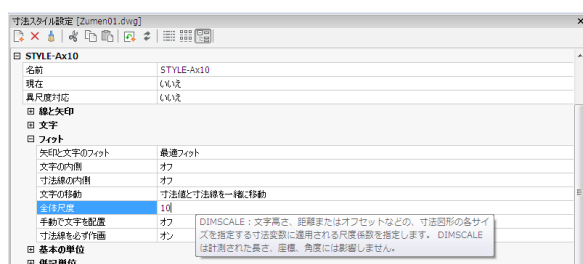 寸法スタイル設定 [Zumen01.dwg]
STYLE-Ax10
名前 STYLE-Ax10
現在 いいえ
異尺度対応 いいえ
線と矢印
文字
フィット
矢印と文字のフィット 最適フィット
文字の内側 オフ
寸法線の内側 オフ
文字の移動 寸法値と寸法線を一緒に移動
全体尺度 10
手動で文字を配置 オフ
寸法線を必ず作画 オン
DIMSCALE：文字高さ、距離またはオフセットなどの、寸法図形の各サイ
ズを指定する寸法変数に適用される尺度係数を指定します。 DIMSCALE
は計測された長さ、座標、角度には影響しません。
基本の単位
併記単位